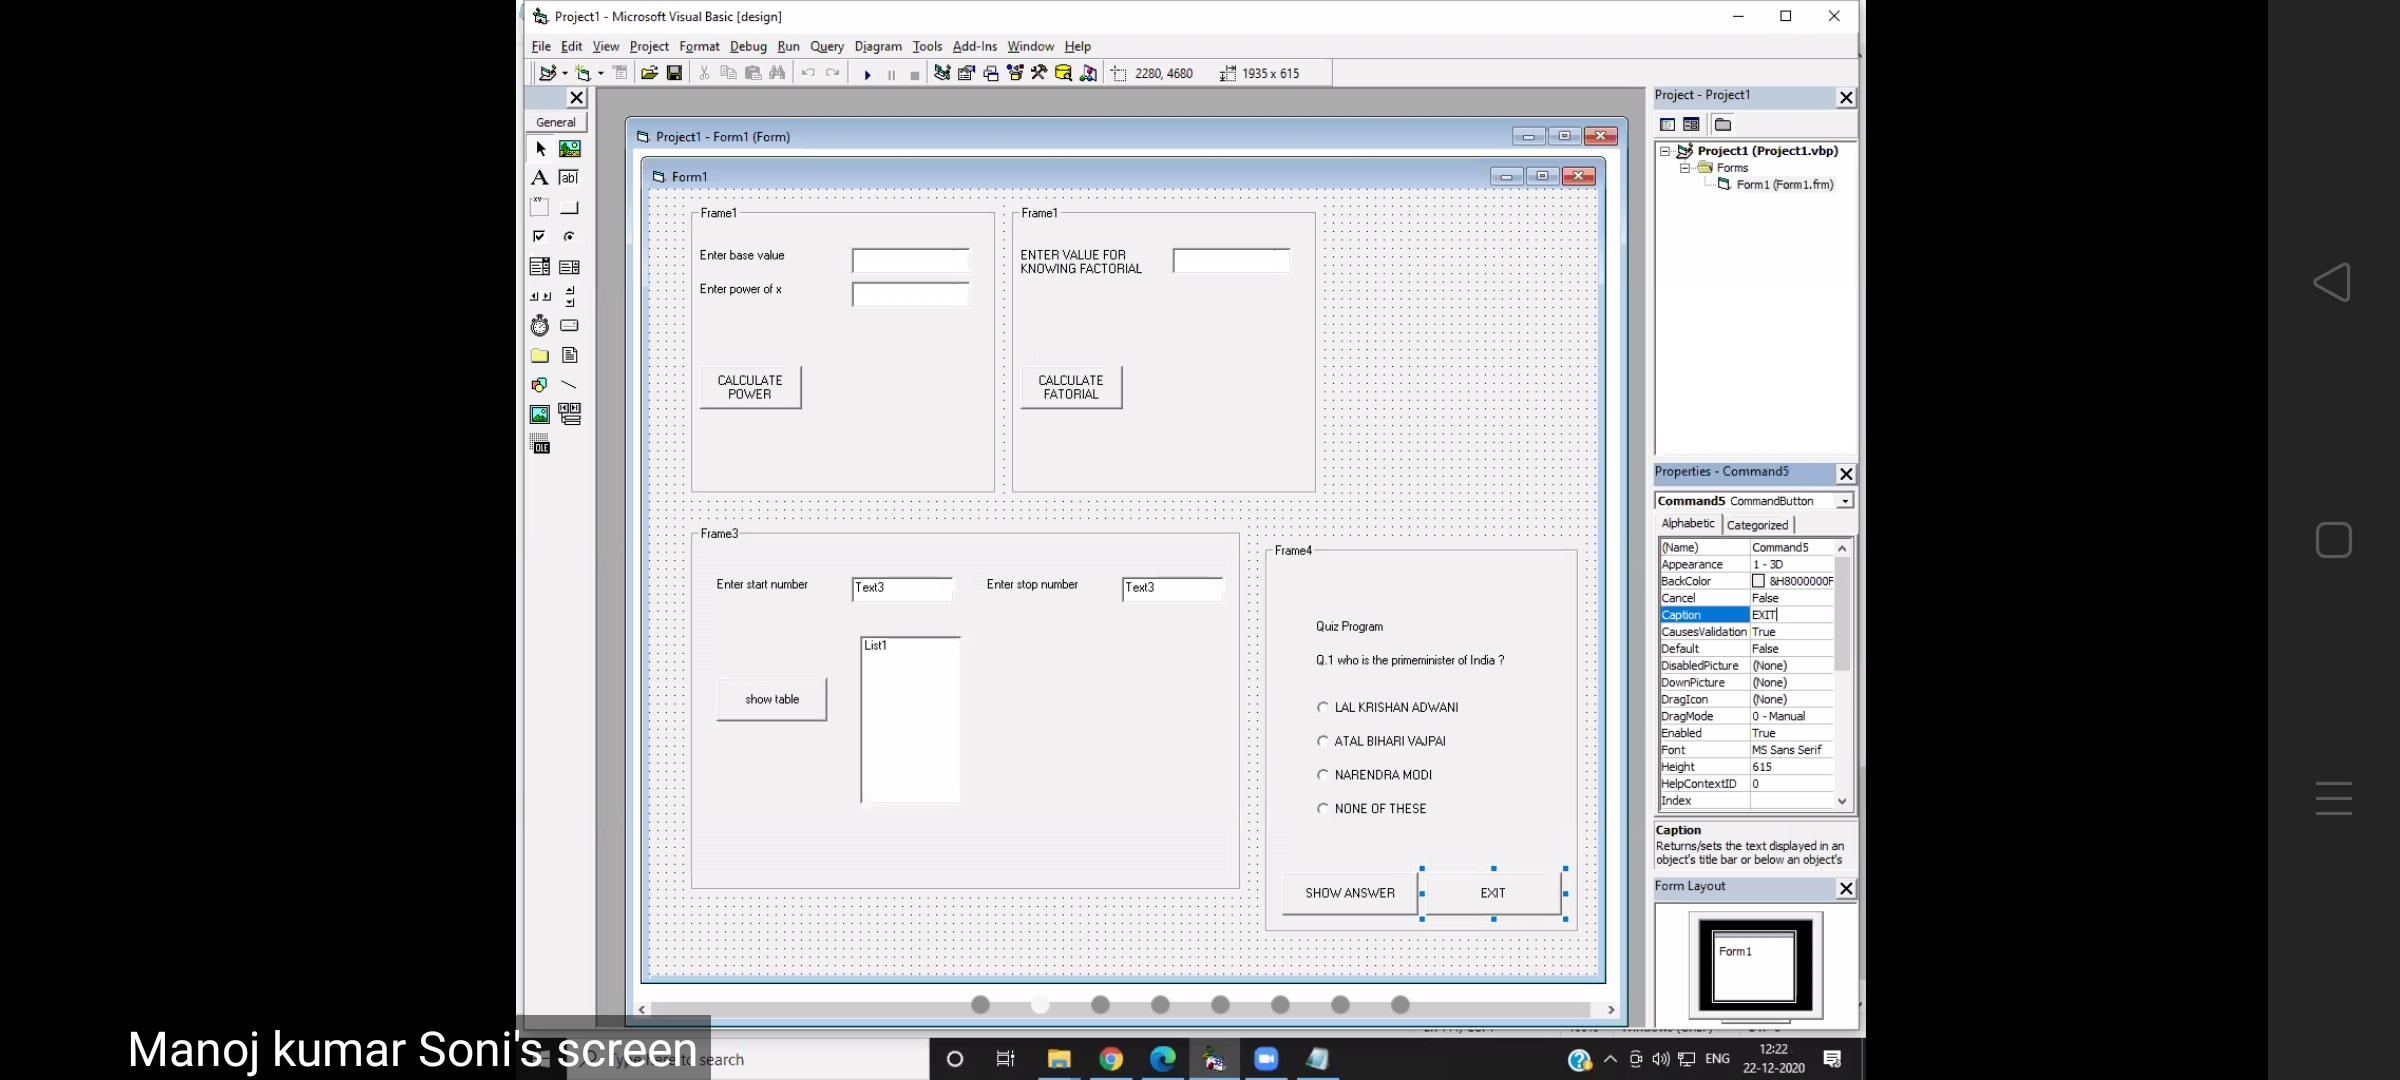 Project1 - Microsoft Visual Basic [design]
File Edit View Project Format Debug Run Query Diagram Tools Add-Ins Window Help
2280, 4680 1935 x 615
General
Project1 - Form1 (Form)
Form1
Frame1
Enter base value
Enter power of x
CALCULATE
POWER
Frame1
ENTER VALUE FOR
KNOWING FACTORIAL
CALCULATE
FATORIAL
Frame3
Enter start number Text3 Enter stop number Text3
List1
show table
Frame4
Quiz Program
Q.1 who is the primeminister of India ?
LAL KRISHAN ADWANI
ATAL BIHARI VAJPAI
NARENDRA MODI
NONE OF THESE
SHOW ANSWER EXIT
Project - Project1
Project1 (Project1.vbp)
Forms
Form1 (Form1.frm)
Properties - Command5
Command5 CommandButton
Alphabetic Categorized
(Name) Command5
Appearance 1 - 3D
BackColor &H8000000F
Cancel False
Caption EXIT
CausesValidation True
Default False
DisabledPicture (None)
DownPicture (None)
DragIcon (None)
DragMode 0 - Manual
Enabled True
Font MS Sans Serif
Height 615
HelpContextID 0
Index
Caption
Returns/sets the text displayed in an
object's title bar or below an object's
Form Layout
Form1
Manoj kumar Soni's screen
search
ENG
12:22
22-12-2020